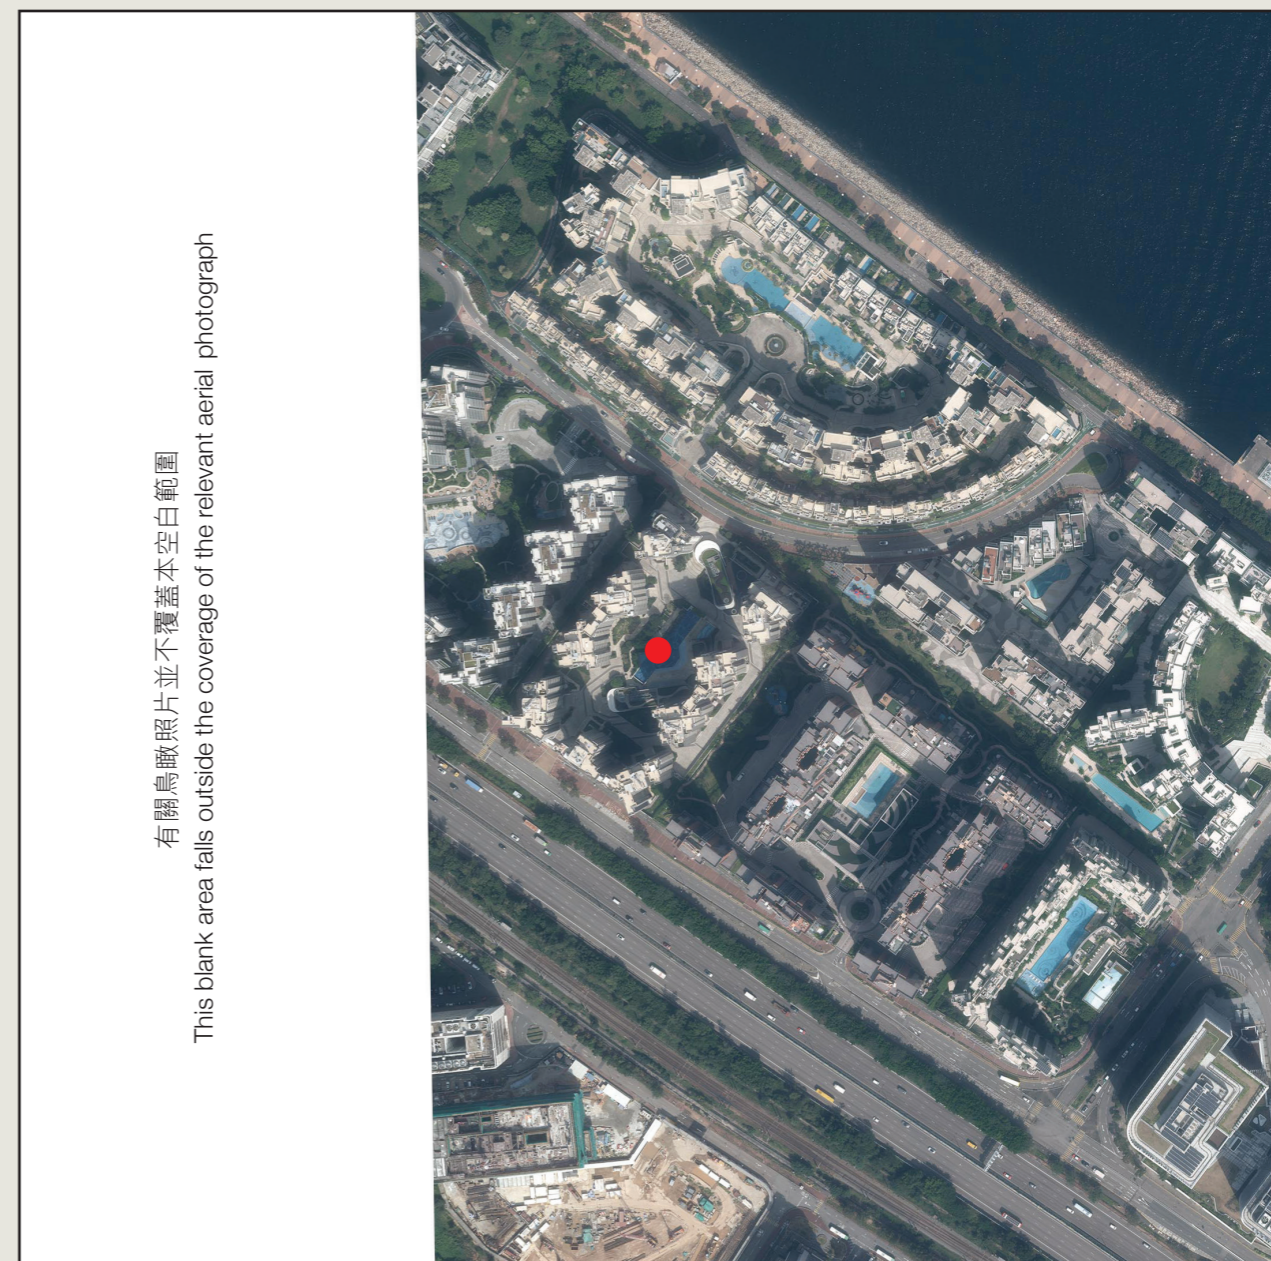 有關鳥瞰照片並不覆蓋本空白範圍
This blank area falls outside the coverage of the relevant aerial photograph